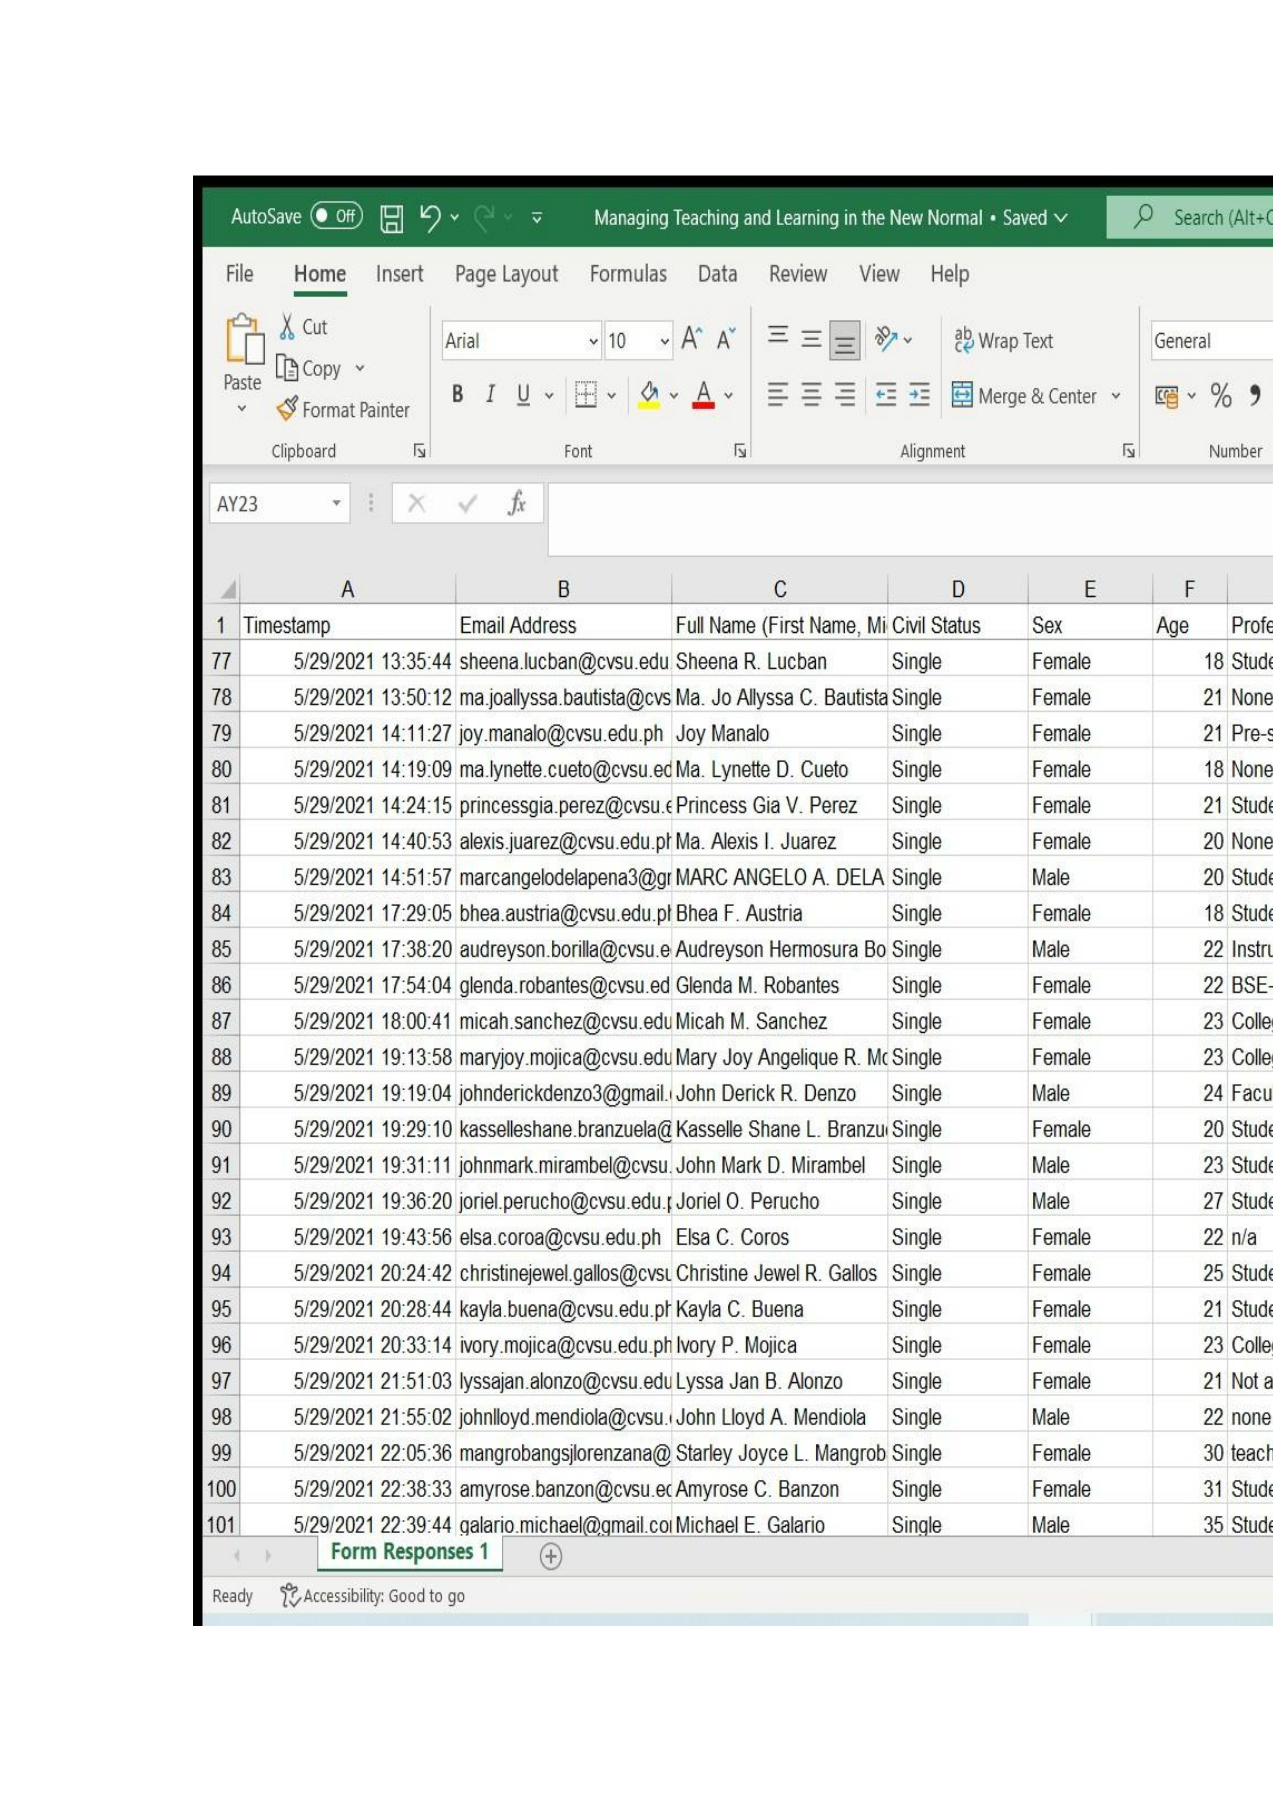 AutoSave Off Managing Teaching and Learning in the New Normal • Saved Search (Alt+
File Home Insert Page Layout Formulas Data Review View Help
Cut
Copy
Paste
Format Painter
Arial 10
B I U
Wrap Text
Merge & Center
General
%
Clipboard Font Alignment Number
AY23 fx
A B C D E F
1 Timestamp Email Address Full Name (First Name, Mi Civil Status Sex Age Profe
77 5/29/2021 13:35:44 sheena.lucban@cvsu.edu. Sheena R. Lucban Single Female 18 Stude
78 5/29/2021 13:50:12 ma.joallyssa.bautista@cvs Ma. Jo Allyssa C. Bautista Single Female 21 None
79 5/29/2021 14:11:27 joy.manalo@cvsu.edu.ph Joy Manalo Single Female 21 Pre-s
80 5/29/2021 14:19:09 ma.lynette.cueto@cvsu.ed Ma. Lynette D. Cueto Single Female 18 None
81 5/29/2021 14:24:15 princessgia.perez@cvsu.e Princess Gia V. Perez Single Female 21 Stude
82 5/29/2021 14:40:53 alexis.juarez@cvsu.edu.ph Ma. Alexis I. Juarez Single Female 20 None
83 5/29/2021 14:51:57 marcangelodelapena3@gr MARC ANGELO A. DELA Single Male 20 Stude
84 5/29/2021 17:29:05 bhea.austria@cvsu.edu.ph Bhea F. Austria Single Female 18 Stude
85 5/29/2021 17:38:20 audreyson.borilla@cvsu.e Audreyson Hermosura Bo Single Male 22 Instru
86 5/29/2021 17:54:04 glenda.robantes@cvsu.ed Glenda M. Robantes Single Female 22 BSE-
87 5/29/2021 18:00:41 micah.sanchez@cvsu.edu Micah M. Sanchez Single Female 23 Colle
88 5/29/2021 19:13:58 maryjoy.mojica@cvsu.edu Mary Joy Angelique R. Mc Single Female 23 Colle
89 5/29/2021 19:19:04 johnderickdenzo3@gmail. John Derick R. Denzo Single Male 24 Facu
90 5/29/2021 19:29:10 kasselleshane.branzuela@ Kasselle Shane L. Branzu Single Female 20 Stude
91 5/29/2021 19:31:11 johnmark.mirambel@cvsu. John Mark D. Mirambel Single Male 23 Stude
92 5/29/2021 19:36:20 joriel.perucho@cvsu.edu.p Joriel O. Perucho Single Male 27 Stude
93 5/29/2021 19:43:56 elsa.coroa@cvsu.edu.ph Elsa C. Coros Single Female 22 n/a
94 5/29/2021 20:24:42 christinejewel.gallos@cvsu Christine Jewel R. Gallos Single Female 25 Stude
95 5/29/2021 20:28:44 kayla.buena@cvsu.edu.ph Kayla C. Buena Single Female 21 Stude
96 5/29/2021 20:33:14 ivory.mojica@cvsu.edu.ph Ivory P. Mojica Single Female 23 Colle
97 5/29/2021 21:51:03 lyssajan.alonzo@cvsu.edu Lyssa Jan B. Alonzo Single Female 21 Not a
98 5/29/2021 21:55:02 johnlloyd.mendiola@cvsu. John Lloyd A. Mendiola Single Male 22 none
99 5/29/2021 22:05:36 mangrobangsjlorenzana@ Starley Joyce L. Mangrob Single Female 30 teach
100 5/29/2021 22:38:33 amyrose.banzon@cvsu.ed Amyrose C. Banzon Single Female 31 Stude
101 5/29/2021 22:39:44 galario.michael@gmail.co Michael E. Galario Single Male 35 Stude
Form Responses 1
Ready Accessibility: Good to go